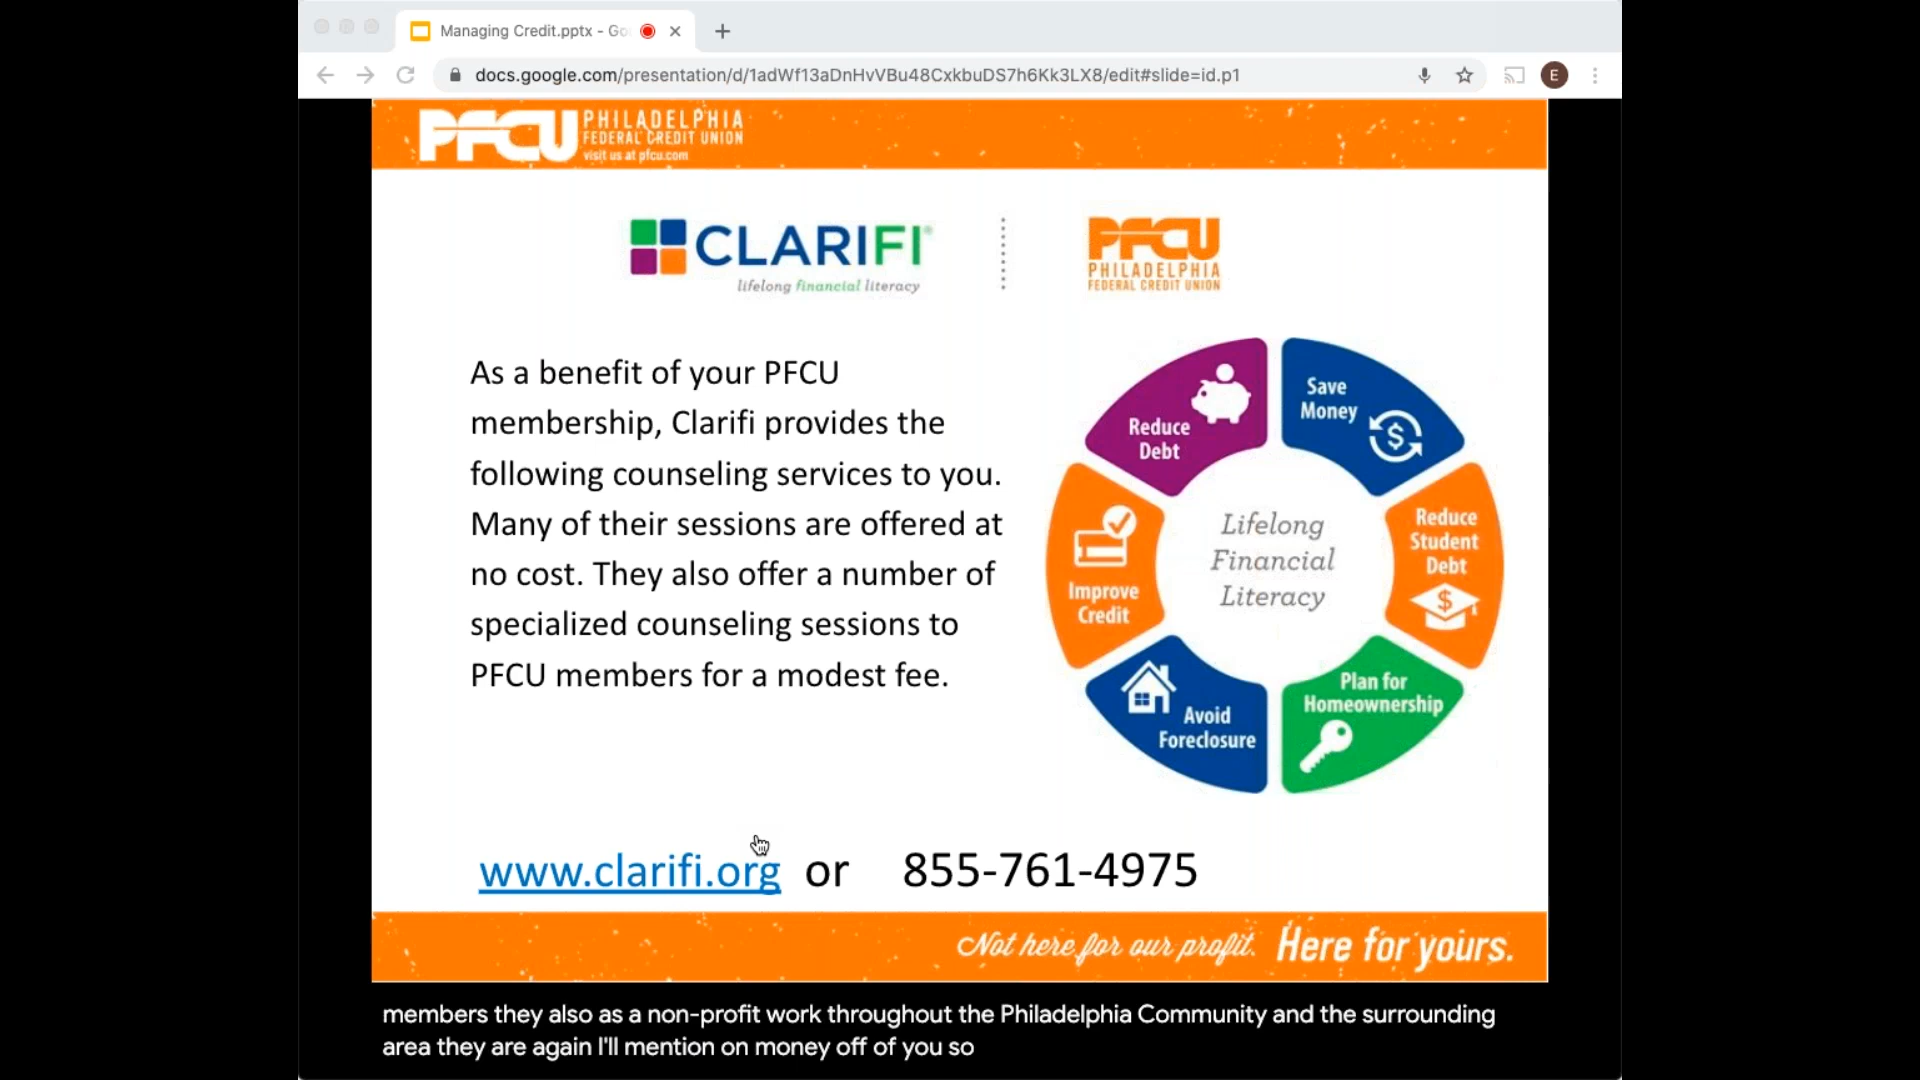 Managing Credit.pptx - Go
docs.google.com/presentation/d/1adWf13aDnHvVBu48CxkbuDS7h6Kk3LX8/edit#slide=id.p1
E
PFCU
PHILADELPHIA
FEDERAL CREDIT UNION
visit us at pfcu.com
CLARIFI®
lifelong financial literacy
PFCU
PHILADELPHIA
FEDERAL CREDIT UNION
As a benefit of your PFCU
membership, Clarifi provides the
following counseling services to you.
Many of their sessions are offered at
no cost. They also offer a number of
specialized counseling sessions to
PFCU members for a modest fee.
Reduce
Debt
Save
Money
$
Improve
Credit
Lifelong
Financial
Literacy
Reduce
Student
Debt
$
Avoid
Foreclosure
Plan for
Homeownership
www.clarifi.org or 855-761-4975
Not here for our profit. Here for yours.
members they also as a non-profit work throughout the Philadelphia Community and the surrounding
area they are again I'll mention on money off of you so